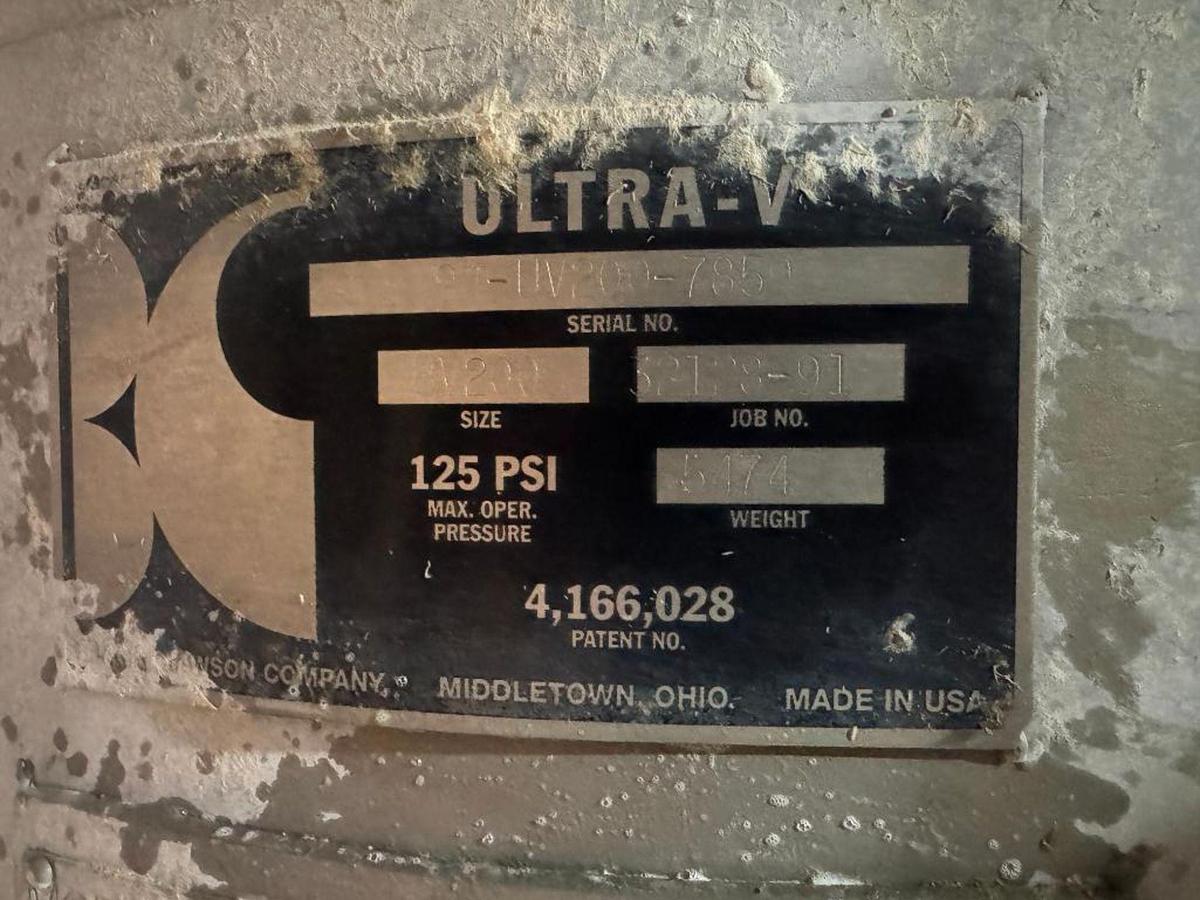 ULTRA-V
SERIAL NO.
SIZE
JOB NO.
125 PSI
5474
MAX. OPER.
PRESSURE
WEIGHT
4,166,028
PATENT NO.
COMPANY, MIDDLETOWN, OHIO. MADE IN USA